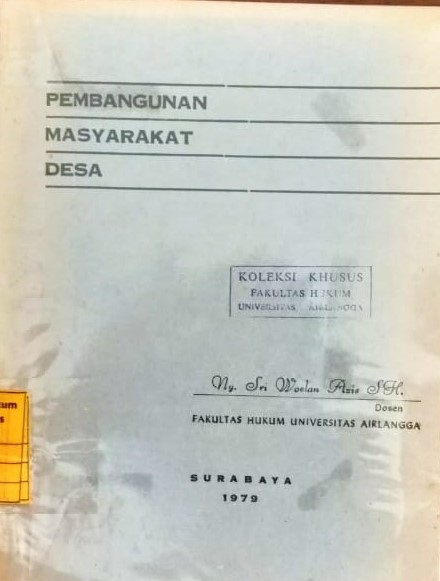 PEMBANGUNAN
MASYARAKAT
DESA
KOLEKSI KHUSUS
FAKULTAS HUKUM
UNIVERSITAS AIRLANGGA
Ny. Sri Woelan Azis SH.
Dosen
FAKULTAS HUKUM UNIVERSITAS AIRLANGGA
SURABAYA
1979